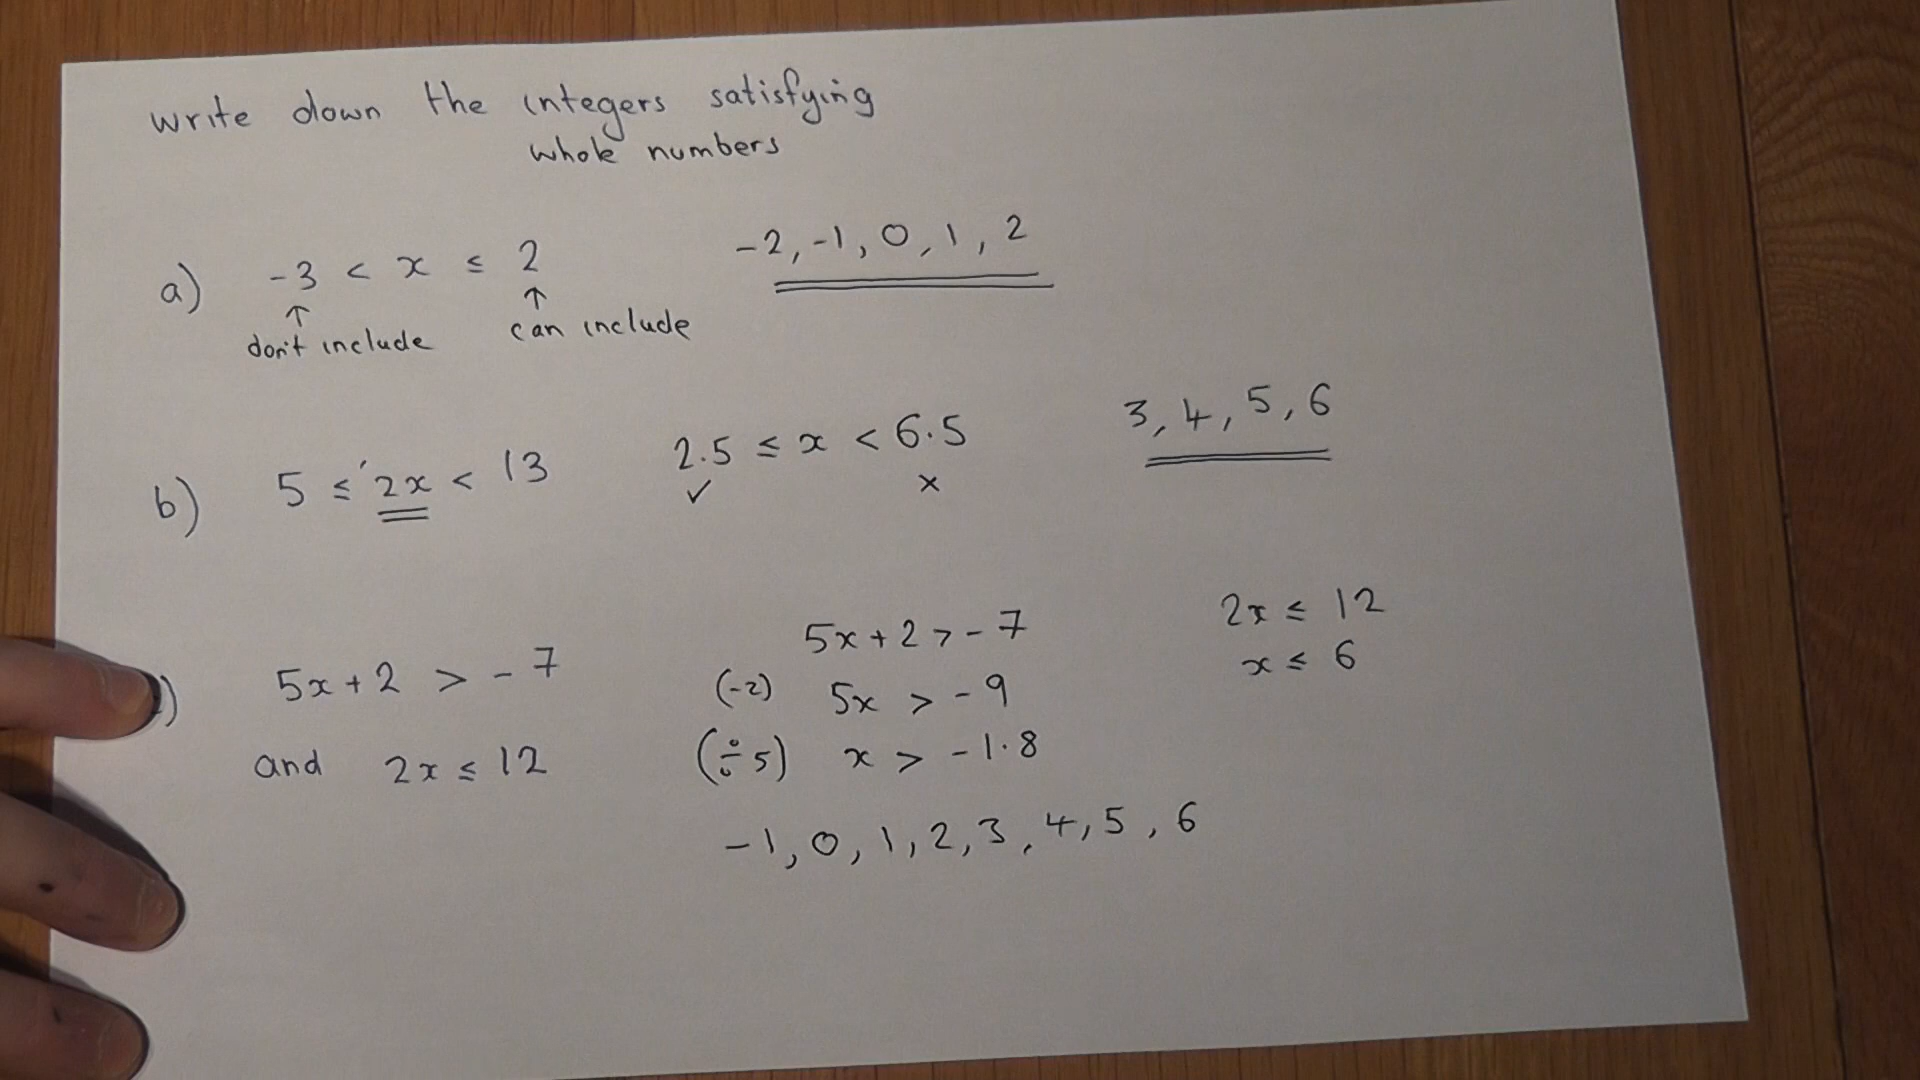 write down the integers satisfying
whole numbers
a) -3 < x ≤ 2 -2, -1, 0, 1, 2
↑ ↑
don't include can include
b) 5 ≤ 2x < 13 2.5 ≤ x < 6.5 3, 4, 5, 6
✓ x
) 5x + 2 > - 7 5x + 2 > - 7 2x ≤ 12
(-2) 5x > - 9 x ≤ 6
and 2x ≤ 12 (÷ 5) x > - 1.8
-1, 0, 1, 2, 3, 4, 5, 6